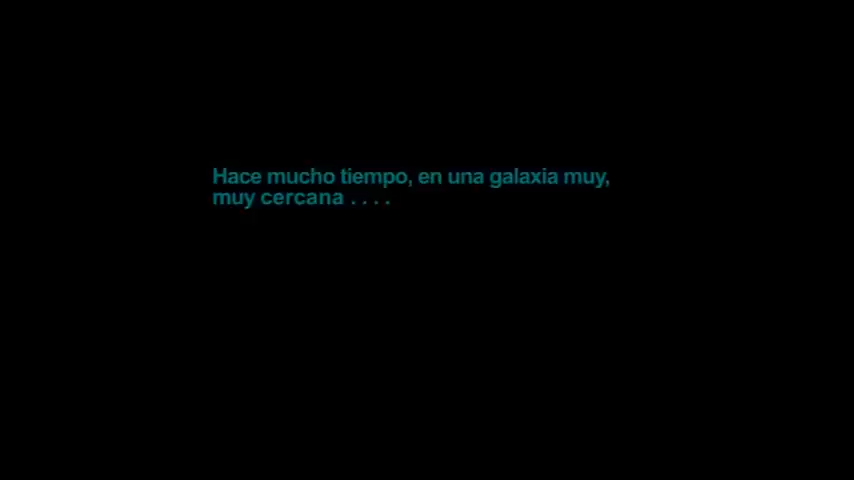 Hace mucho tiempo, en una galaxia muy,
muy cercana . . . .